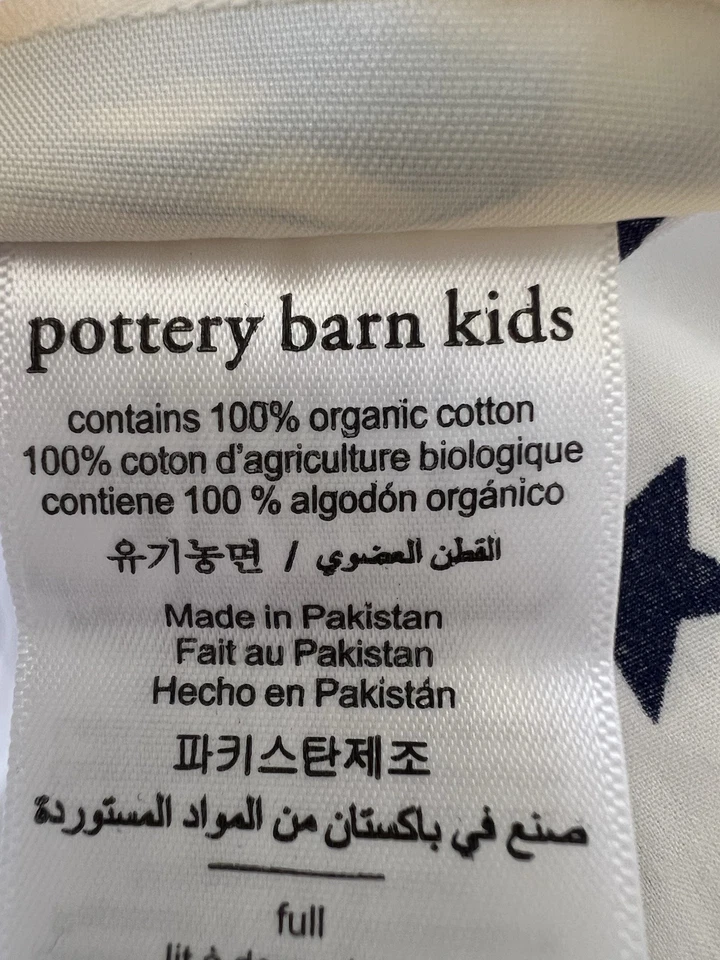 pottery barn kids
contains 100% organic cotton
100% coton d'agriculture biologique
contiene 100 % algodón orgánico
유기농면 / القطن العضوي
Made in Pakistan
Fait au Pakistan
Hecho en Pakistán
파키스탄제조
صنع في باكستان من المواد المستوردة
full
lit à